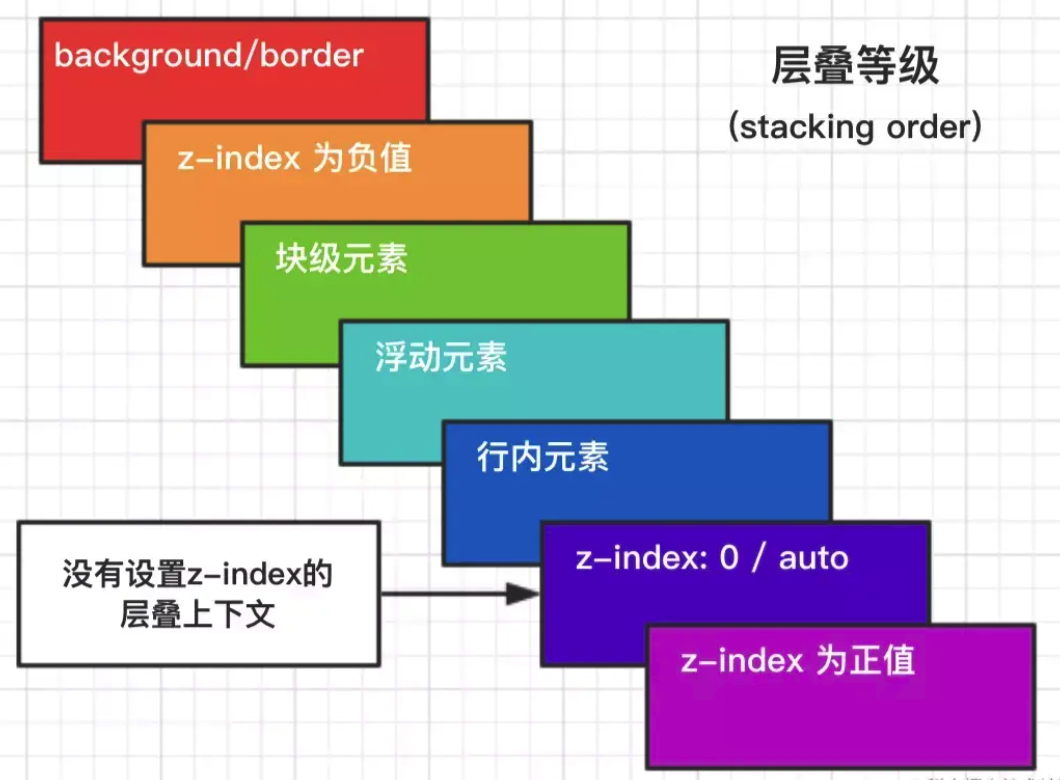 background/border
层叠等级
(stacking order)
z-index 为负值
块级元素
浮动元素
行内元素
没有设置z-index的
层叠上下文
z-index: 0 / auto
z-index 为正值